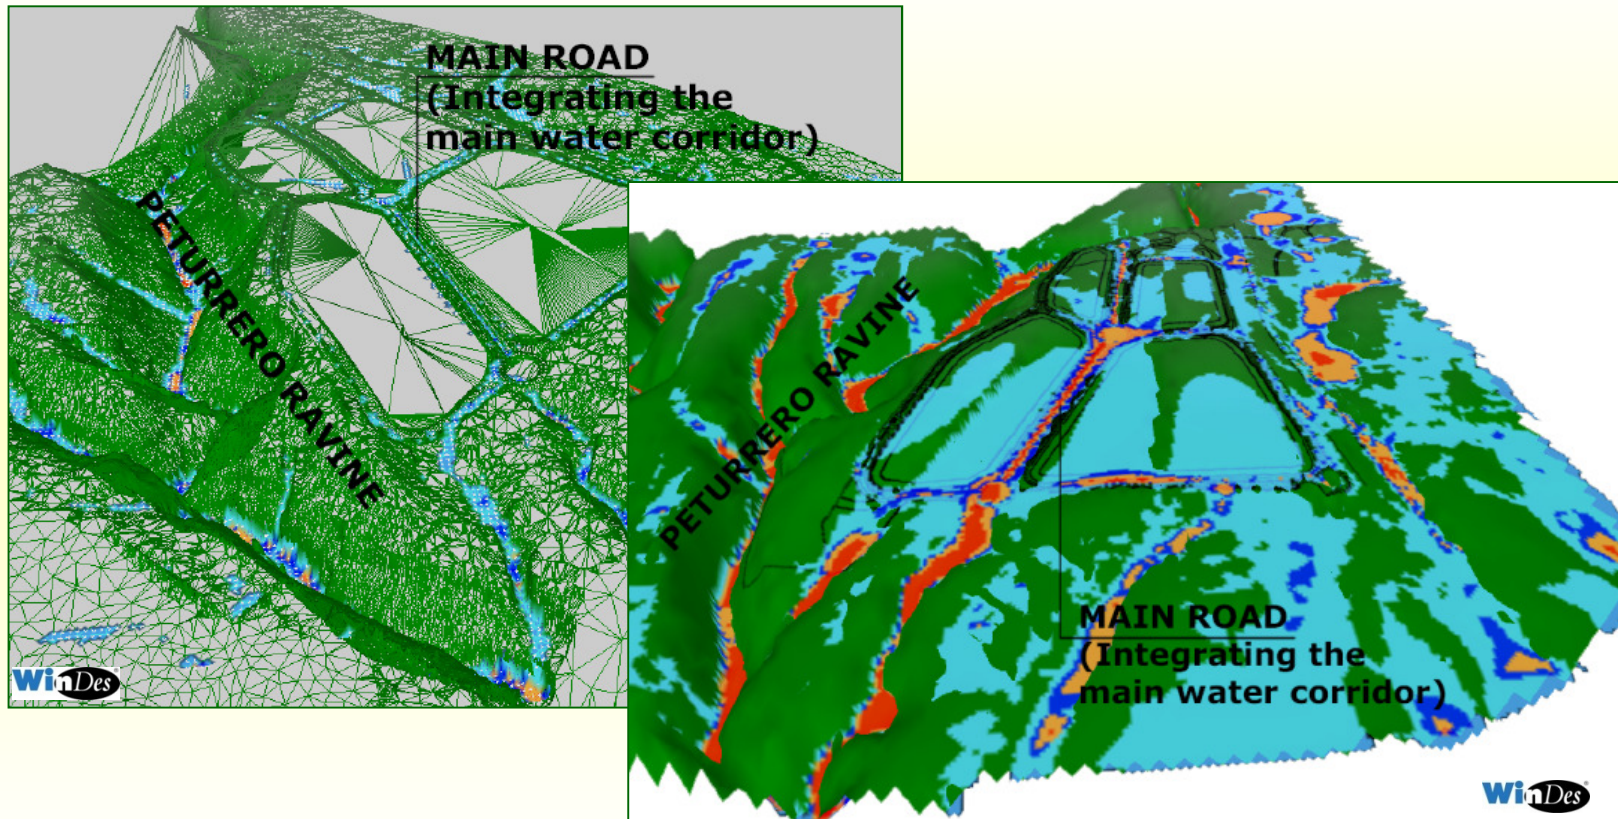 MAIN ROAD
(Integrating the
main water corridor)
PETURRERO RAVINE
WinDes
PETURRERO RAVINE
MAIN ROAD
(Integrating the
main water corridor)
WinDes